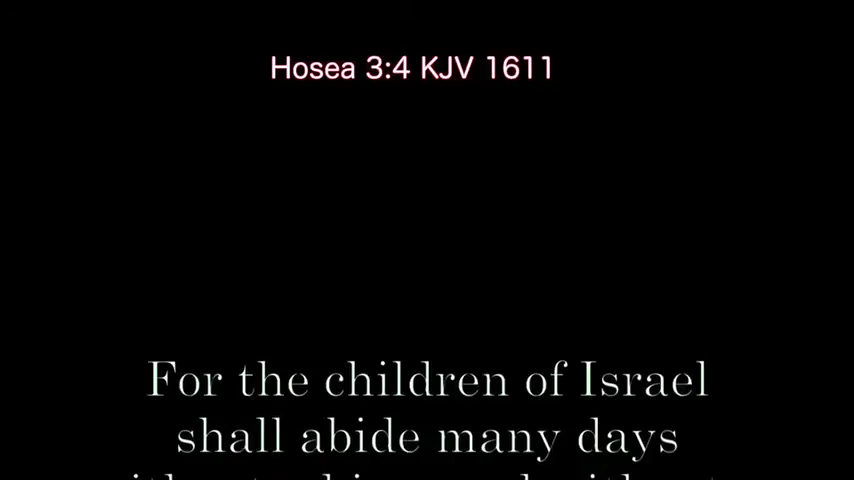 Hosea 3:4 KJV 1611
For the children of Israel
shall abide many days